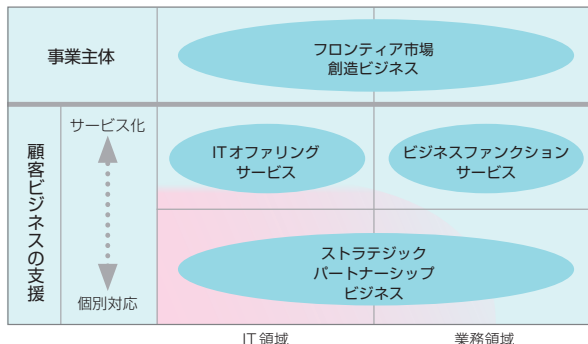 事業主体
フロンティア市場
創造ビジネス
顧客ビジネスの支援
サービス化
個別対応
ITオファリング
サービス
ビジネスファンクション
サービス
ストラテジック
パートナーシップ
ビジネス
IT領域
業務領域